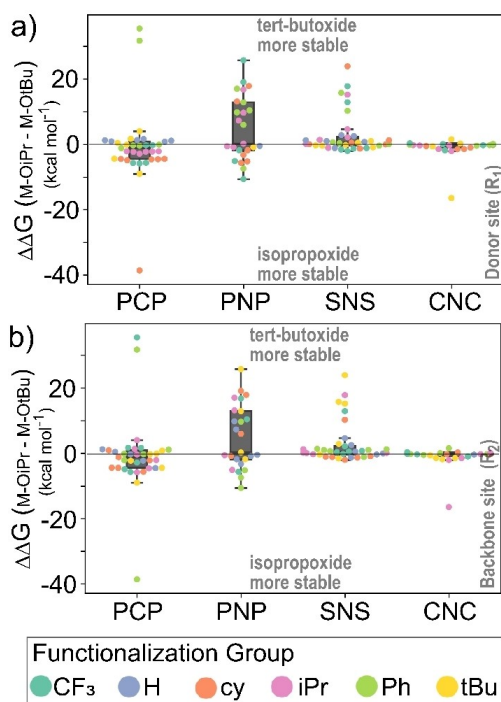 a)
tert-butoxide
more stable
20
0
-20
-40
ΔΔG (M-OiPr - M-OtBu)
(kcal mol⁻¹)
isopropoxide
more stable
Donor site (R₁)
PCP PNP SNS CNC
b)
tert-butoxide
more stable
20
0
-20
-40
ΔΔG (M-OiPr - M-OtBu)
(kcal mol⁻¹)
isopropoxide
more stable
Backbone site (R₂)
PCP PNP SNS CNC
Functionalization Group
CF₃ H cy iPr Ph tBu